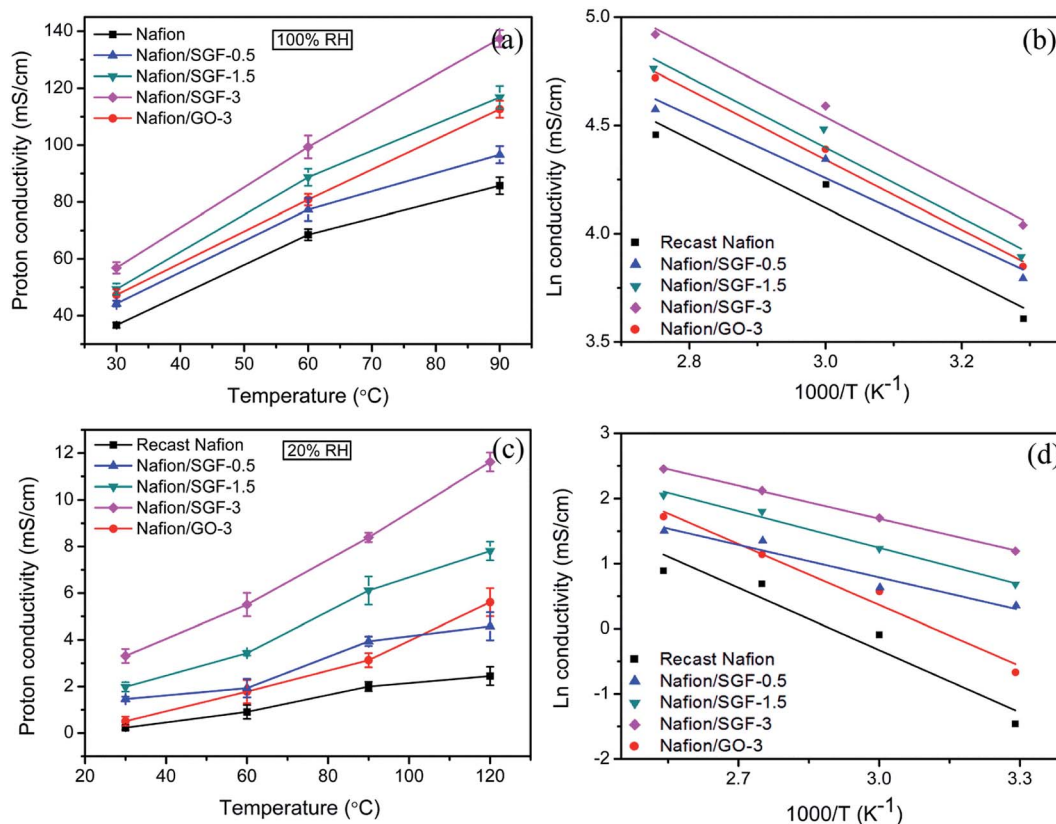 140
120
100
80
60
40
Proton conductivity (mS/cm)
Nafion
Nafion/SGF-0.5
Nafion/SGF-1.5
Nafion/SGF-3
Nafion/GO-3
100% RH
(a)
30 40 50 60 70 80 90
Temperature (°C)
5.0
4.5
4.0
3.5
Ln conductivity (mS/cm)
(b)
Recast Nafion
Nafion/SGF-0.5
Nafion/SGF-1.5
Nafion/SGF-3
Nafion/GO-3
2.8 3.0 3.2
1000/T (K⁻¹)
12
10
8
6
4
2
0
Proton conductivity (mS/cm)
Recast Nafion
Nafion/SGF-0.5
Nafion/SGF-1.5
Nafion/SGF-3
Nafion/GO-3
20% RH
(c)
20 40 60 80 100 120
Temperature (°C)
3
2
1
0
-1
-2
Ln conductivity (mS/cm)
(d)
Recast Nafion
Nafion/SGF-0.5
Nafion/SGF-1.5
Nafion/SGF-3
Nafion/GO-3
2.7 3.0 3.3
1000/T (K⁻¹)